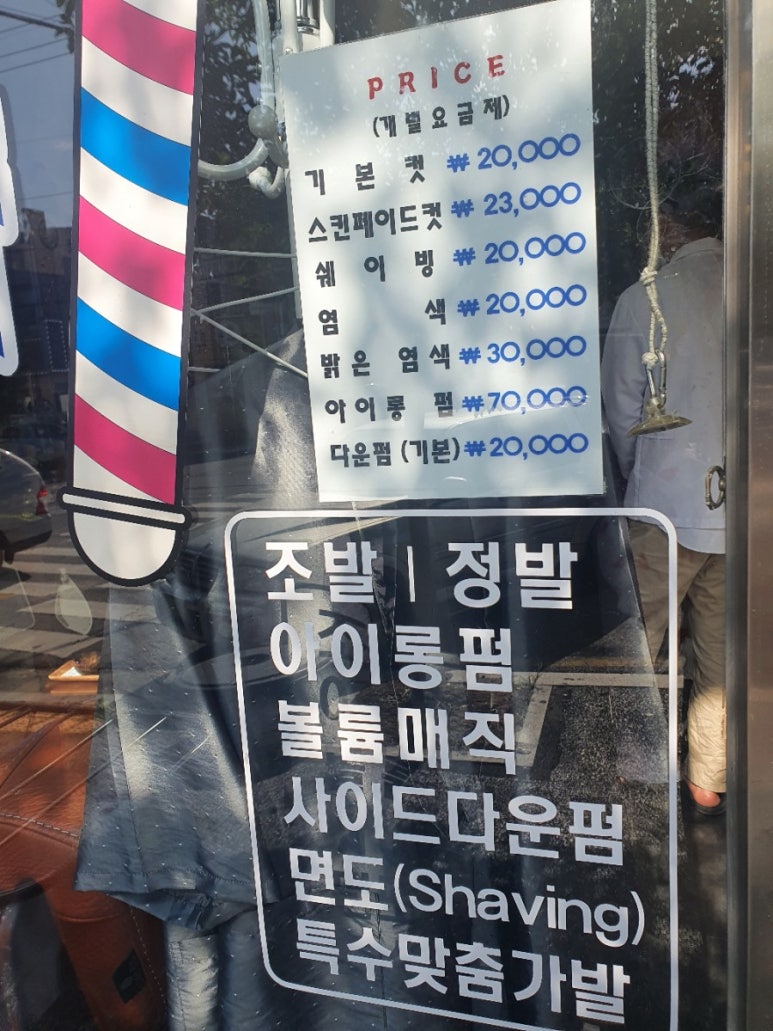 PRICE
(개별요금제)
기본컷 ₩20,000
스킨페이드컷 ₩23,000
쉐이빙 ₩20,000
염색 ₩20,000
밝은염색 ₩30,000
아이롱펌 ₩70,000
다운펌(기본) ₩20,000
조발 | 정발
아이롱펌
볼륨매직
사이드다운펌
면도(Shaving)
특수맞춤가발